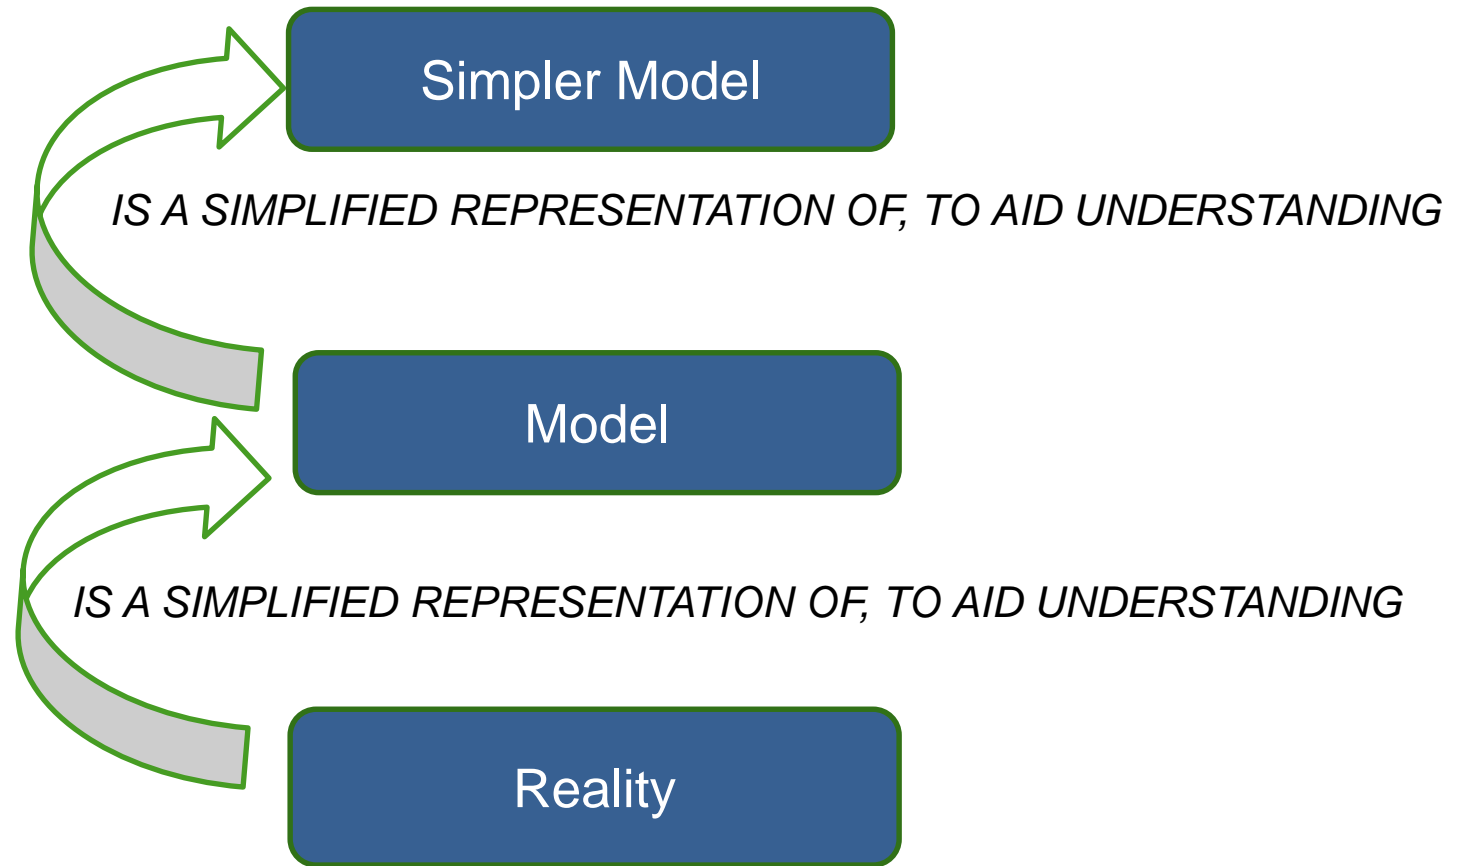 Simpler Model
IS A SIMPLIFIED REPRESENTATION OF, TO AID UNDERSTANDING
Model
IS A SIMPLIFIED REPRESENTATION OF, TO AID UNDERSTANDING
Reality